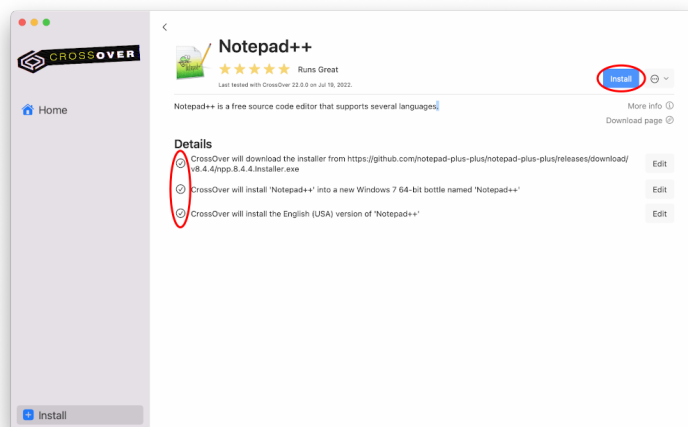 CROSSOVER
Home
Notepad++
Runs Great
Last tested with CrossOver 22.0.0 on Jul 19, 2022.
Install
Notepad++ is a free source code editor that supports several languages.
More info
Download page
Details
CrossOver will download the installer from https://github.com/notepad-plus-plus/notepad-plus-plus/releases/download/
v8.4.4/npp.8.4.4.Installer.exe
Edit
CrossOver will install 'Notepad++' into a new Windows 7 64-bit bottle named 'Notepad++'
Edit
CrossOver will install the English (USA) version of 'Notepad++'
Edit
Install